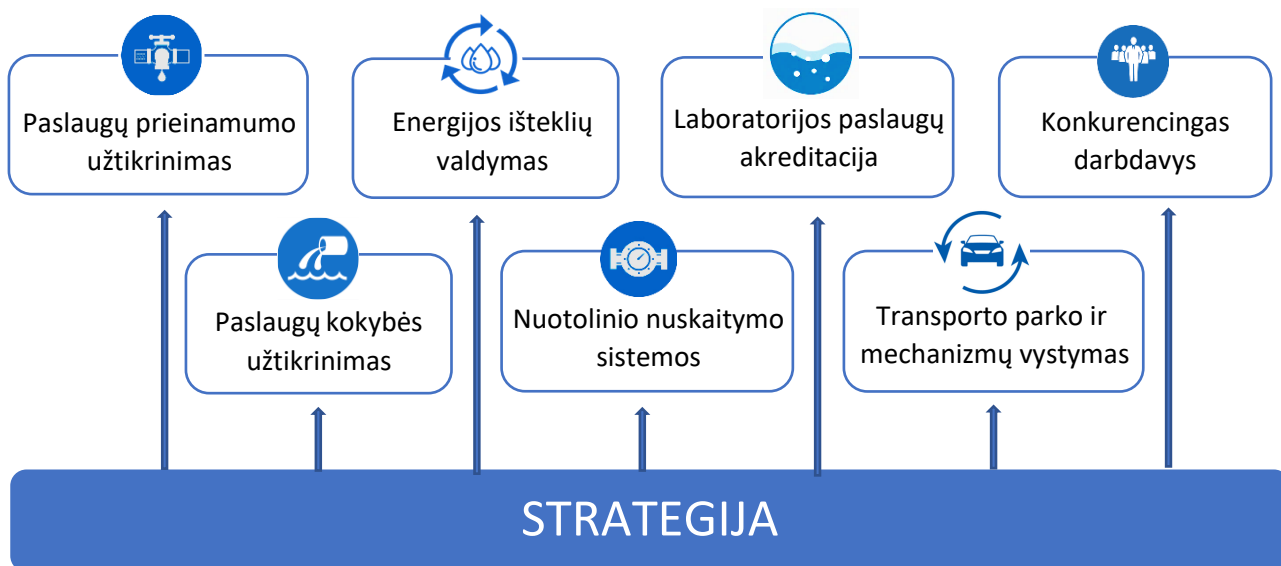 Paslaugų prieinamumo
užtikrinimas
Energijos išteklių
valdymas
Laboratorijos paslaugų
akreditacija
Konkurencingas
darbdavys
Paslaugų kokybės
užtikrinimas
Nuotolinio nuskaitymo
sistemos
Transporto parko ir
mechanizmų vystymas
STRATEGIJA